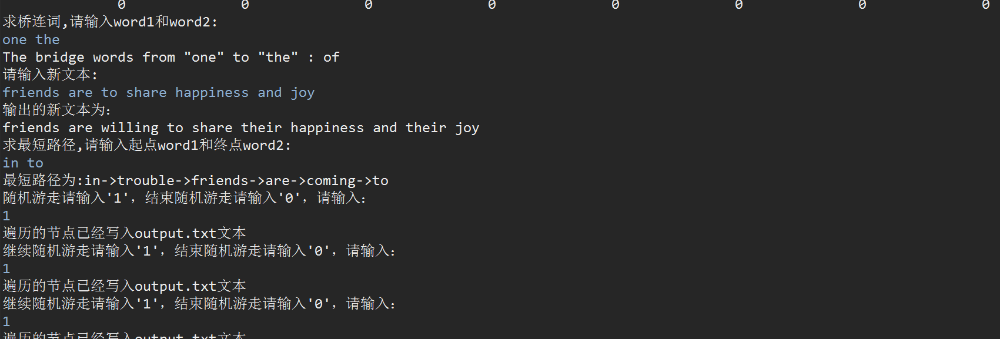 0 0 0 0 0 0 0 0
求桥连词,请输入word1和word2:
one the
The bridge words from "one" to "the" : of
请输入新文本:
friends are to share happiness and joy
输出的新文本为：
friends are willing to share their happiness and their joy
求最短路径,请输入起点word1和终点word2:
in to
最短路径为:in->trouble->friends->are->coming->to
随机游走请输入'1'，结束随机游走请输入'0'，请输入：
1
遍历的节点已经写入output.txt文本
继续随机游走请输入'1'，结束随机游走请输入'0'，请输入：
1
遍历的节点已经写入output.txt文本
继续随机游走请输入'1'，结束随机游走请输入'0'，请输入：
1
遍历的节点已经写入output.txt文本